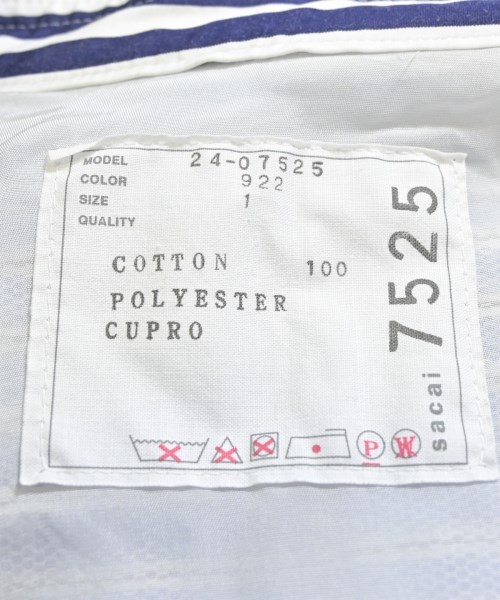 MODEL 24-07525
COLOR 922
SIZE 1
QUALITY
COTTON 100
POLYESTER
CUPRO
sacai 7525
P W